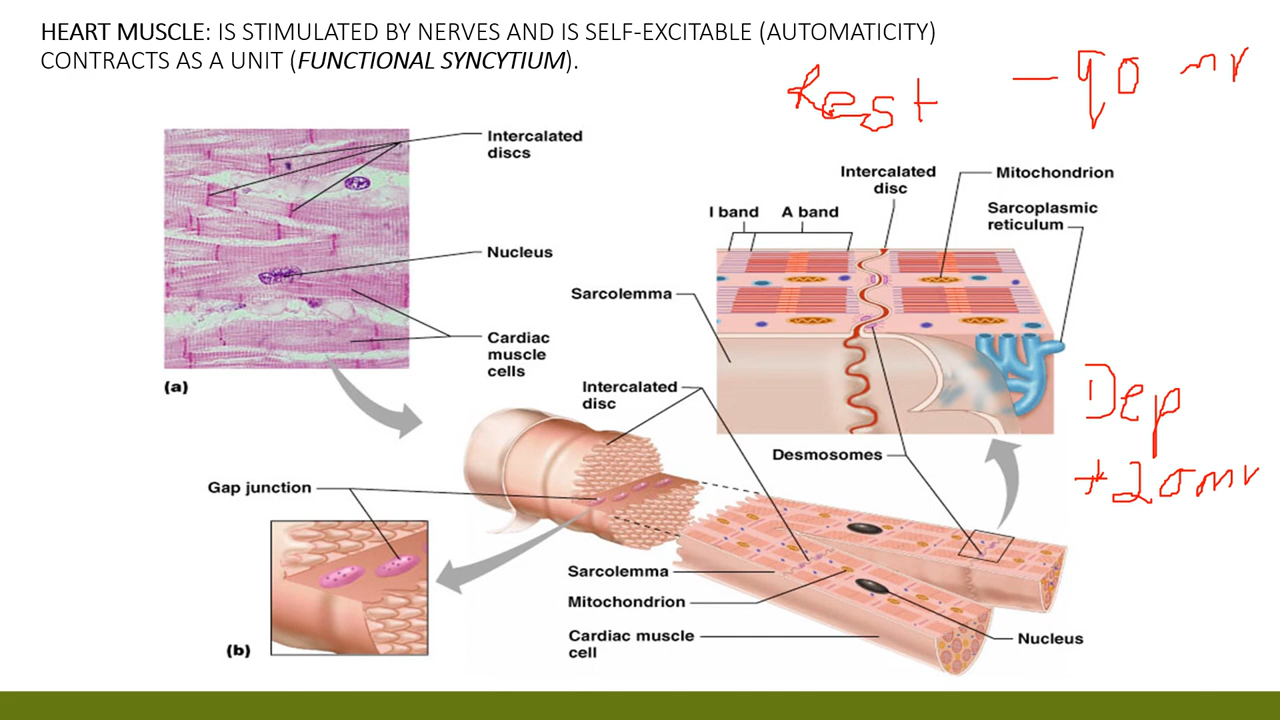 HEART MUSCLE: IS STIMULATED BY NERVES AND IS SELF-EXCITABLE (AUTOMATICITY)
CONTRACTS AS A UNIT (FUNCTIONAL SYNCYTIUM).
Rest - 90 mv
Intercalated
discs
Nucleus
Cardiac
muscle
cells
(a)
Intercalated
disc
Mitochondrion
I band
A band
Sarcoplasmic
reticulum
Sarcolemma
Intercalated
disc
Desmosomes
Dep
+20mv
Gap junction
Sarcolemma
Mitochondrion
Cardiac muscle
cell
Nucleus
(b)